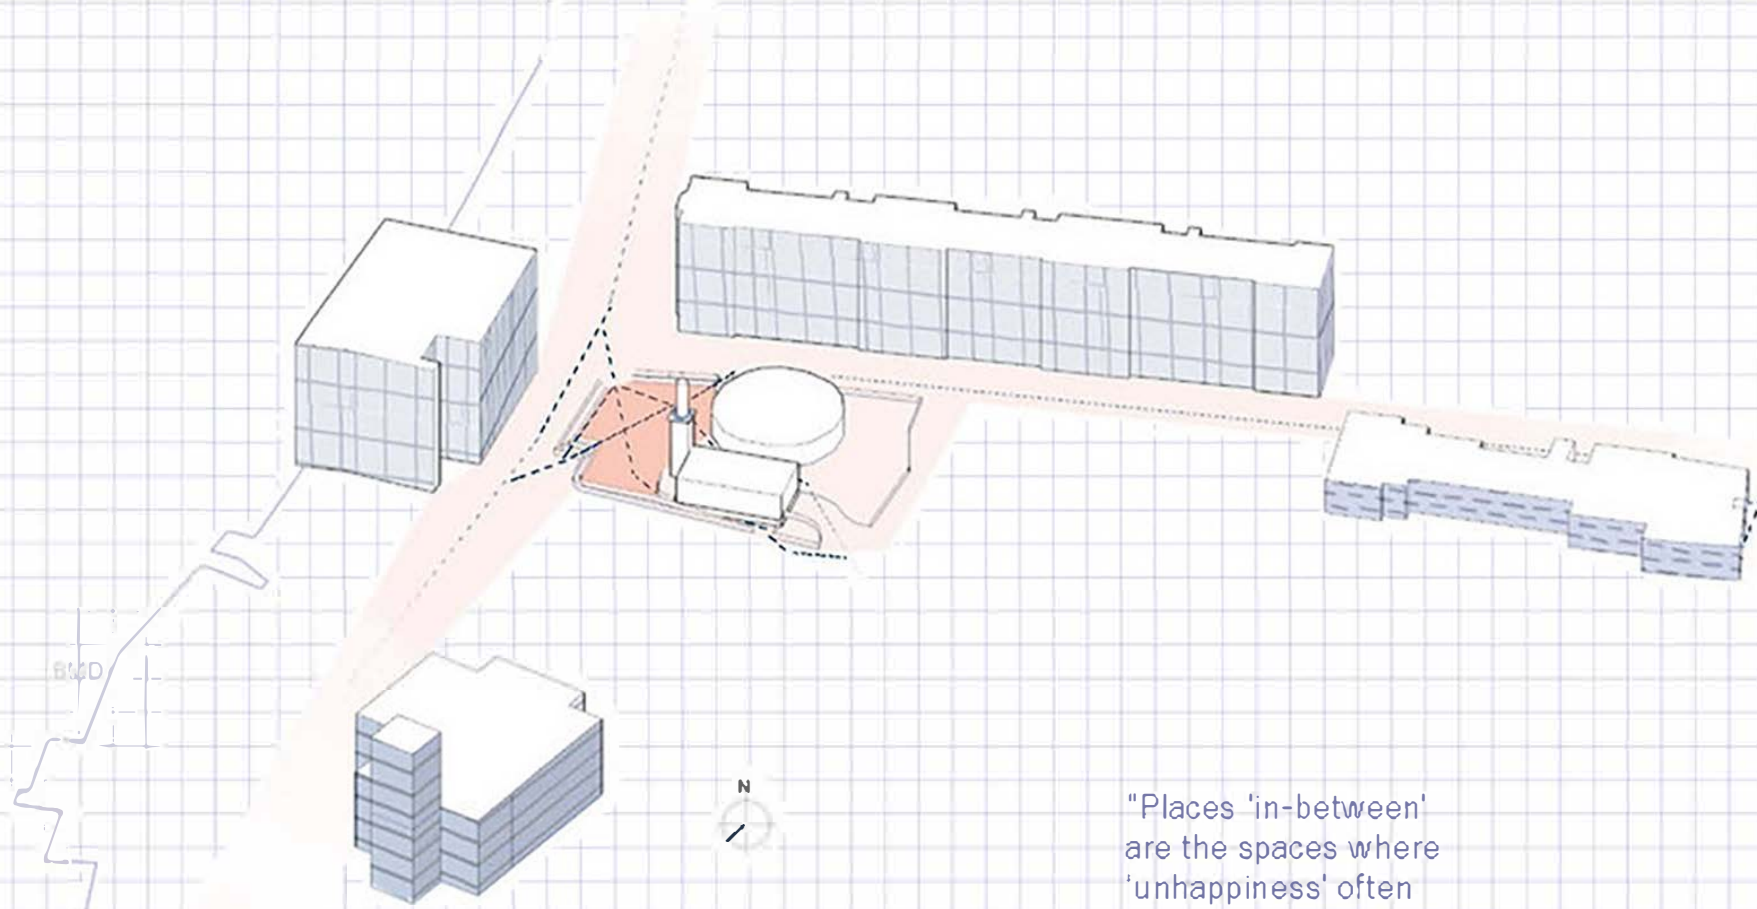 N
"Places 'in-between'
are the spaces where
'unhappiness' often